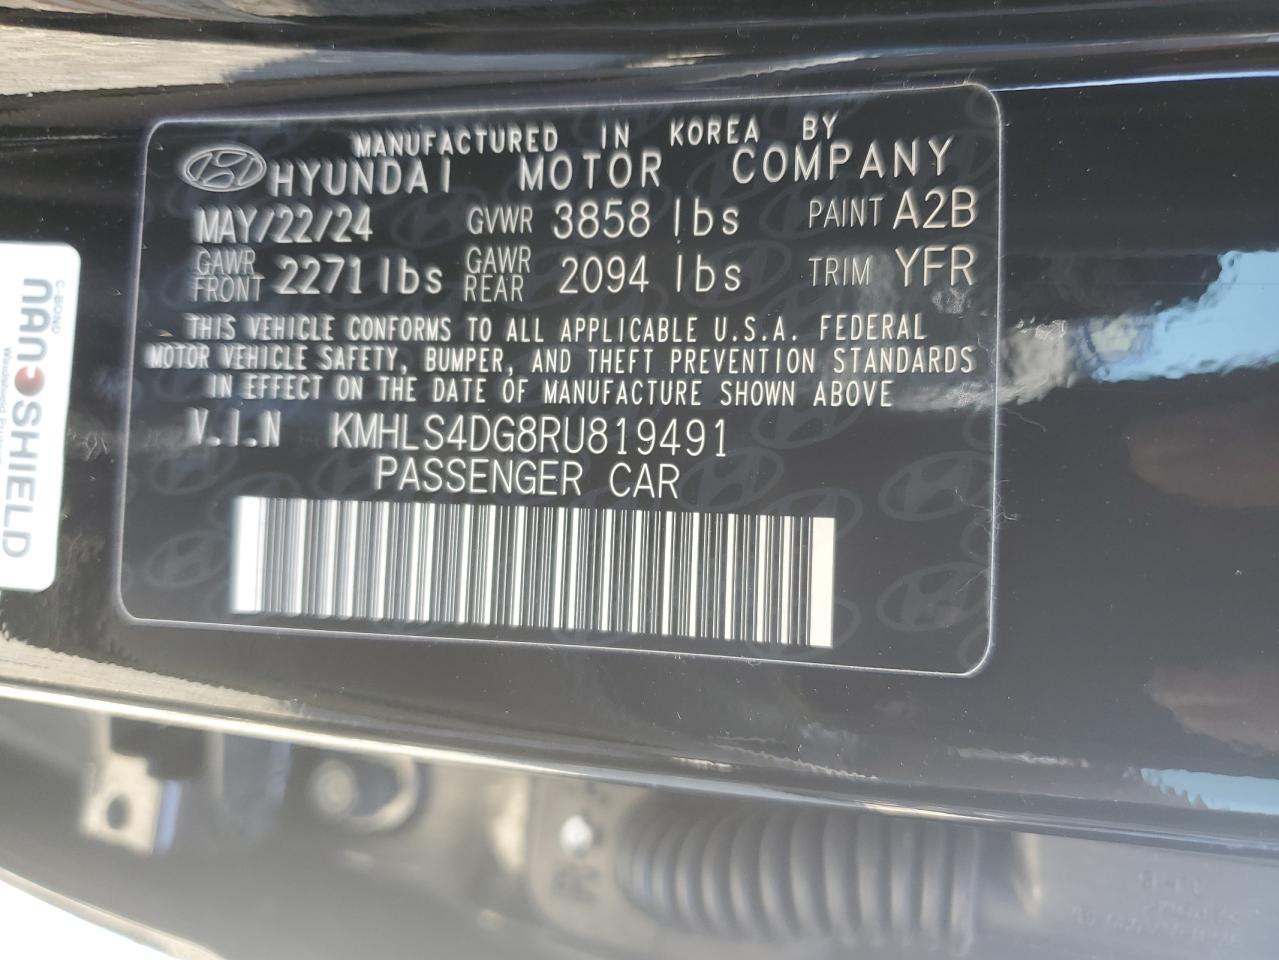 MANUFACTURED IN KOREA BY
HYUNDAI MOTOR COMPANY
MAY/22/24 GVWR 3858 lbs PAINT A2B
GAWR FRONT 2271 lbs GAWR REAR 2094 lbs TRIM YFR
THIS VEHICLE CONFORMS TO ALL APPLICABLE U.S.A. FEDERAL
MOTOR VEHICLE SAFETY, BUMPER, AND THEFT PREVENTION STANDARDS
IN EFFECT ON THE DATE OF MANUFACTURE SHOWN ABOVE
V.I.N KMHLS4DG8RU819491
PASSENGER CAR
C-BOND
NANOSHIELD